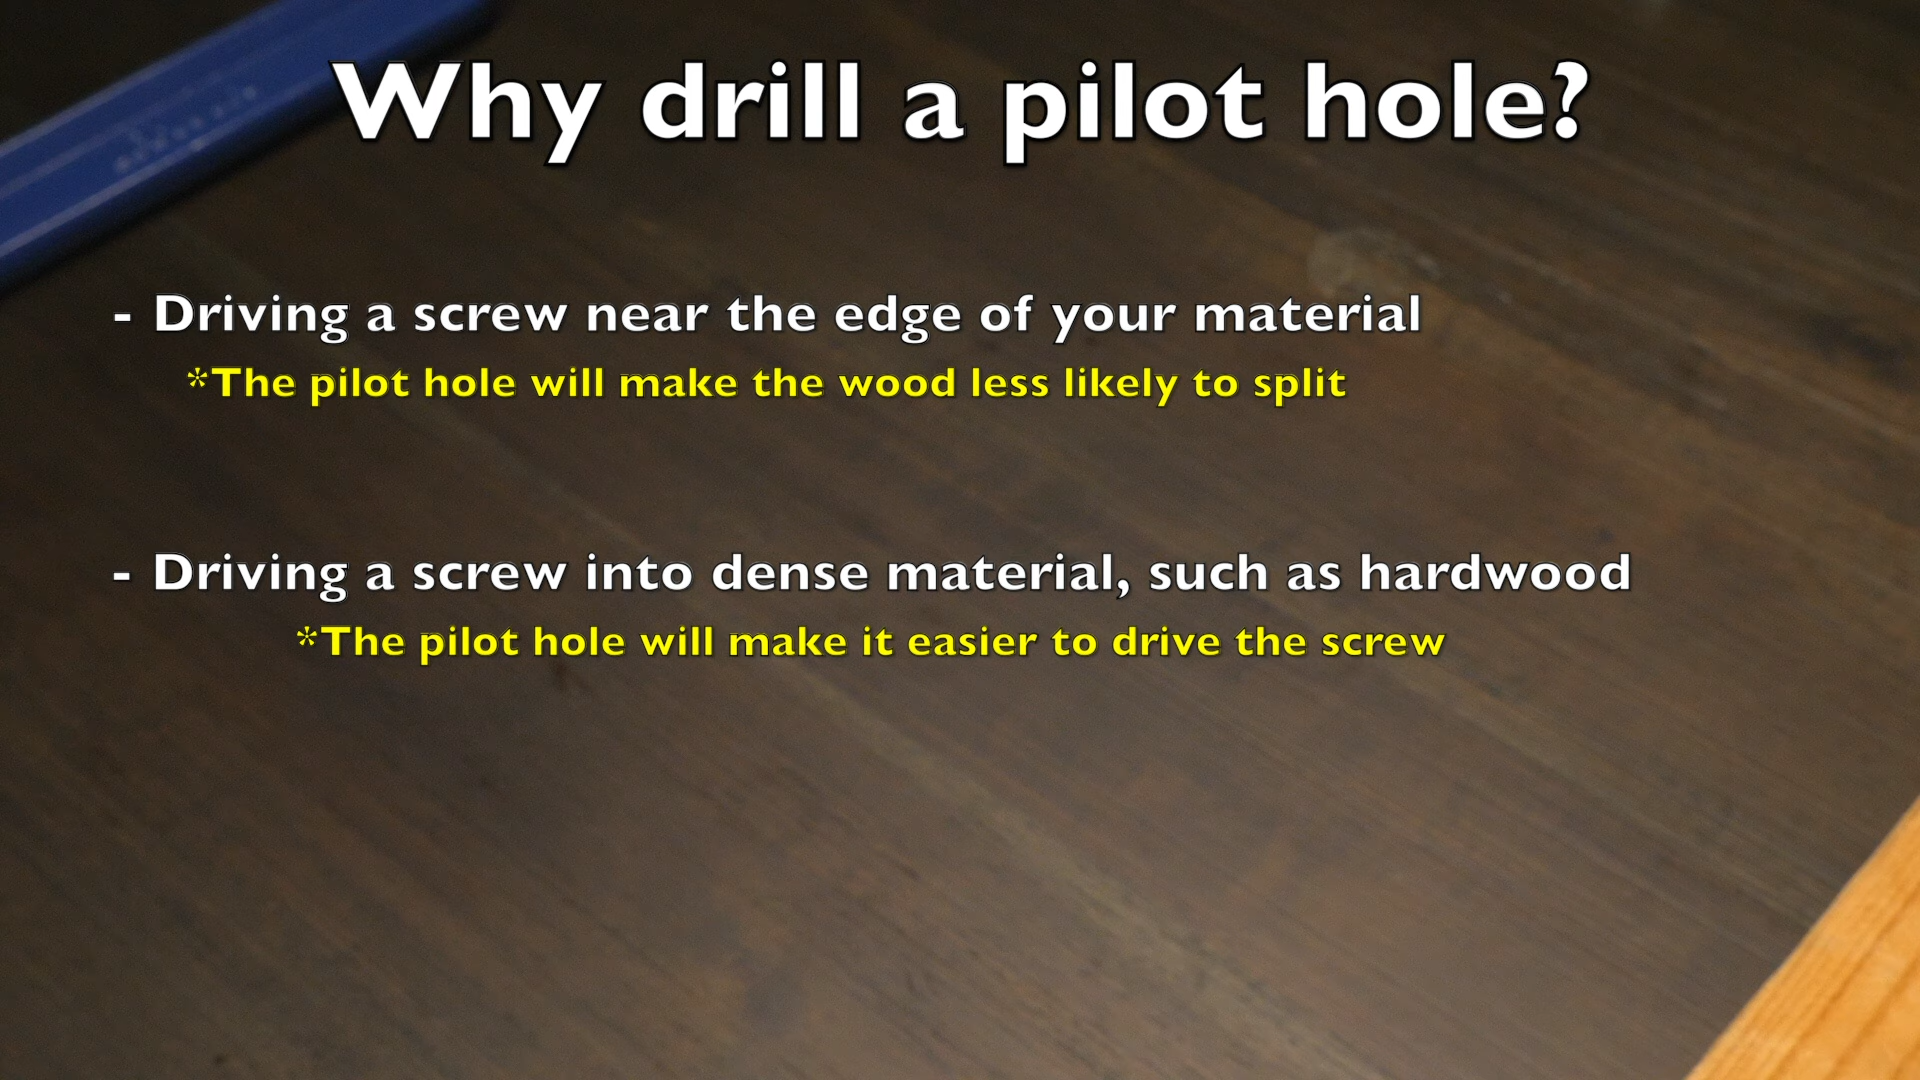 Why drill a pilot hole?
- Driving a screw near the edge of your material
*The pilot hole will make the wood less likely to split
- Driving a screw into dense material, such as hardwood
*The pilot hole will make it easier to drive the screw